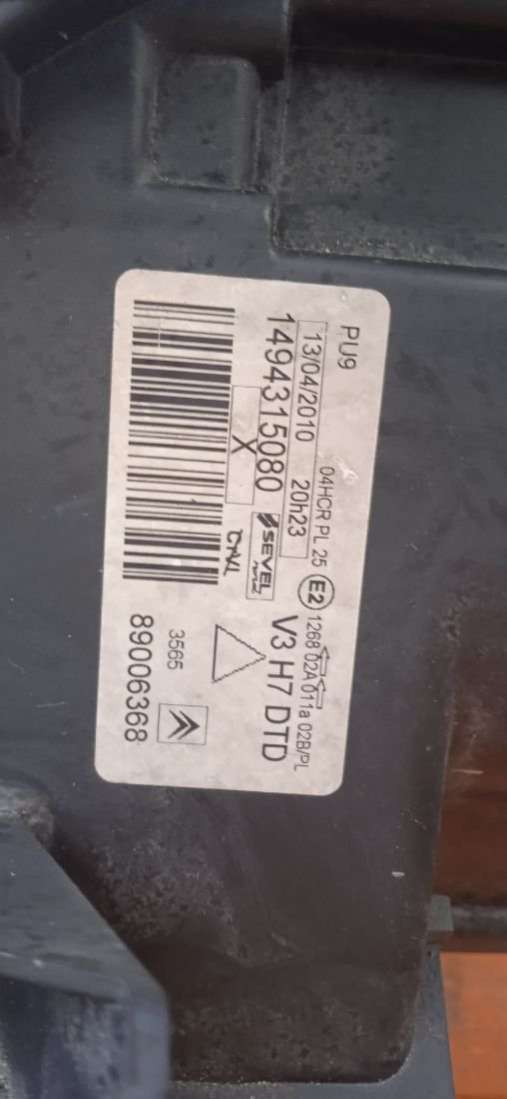 PU9
04HCR PL 25 E2 1268 02A 011a 02B/PL
13/04/2010 20h23
1494315080
SEVEL
V3 H7 DTD
X
3565
89006368